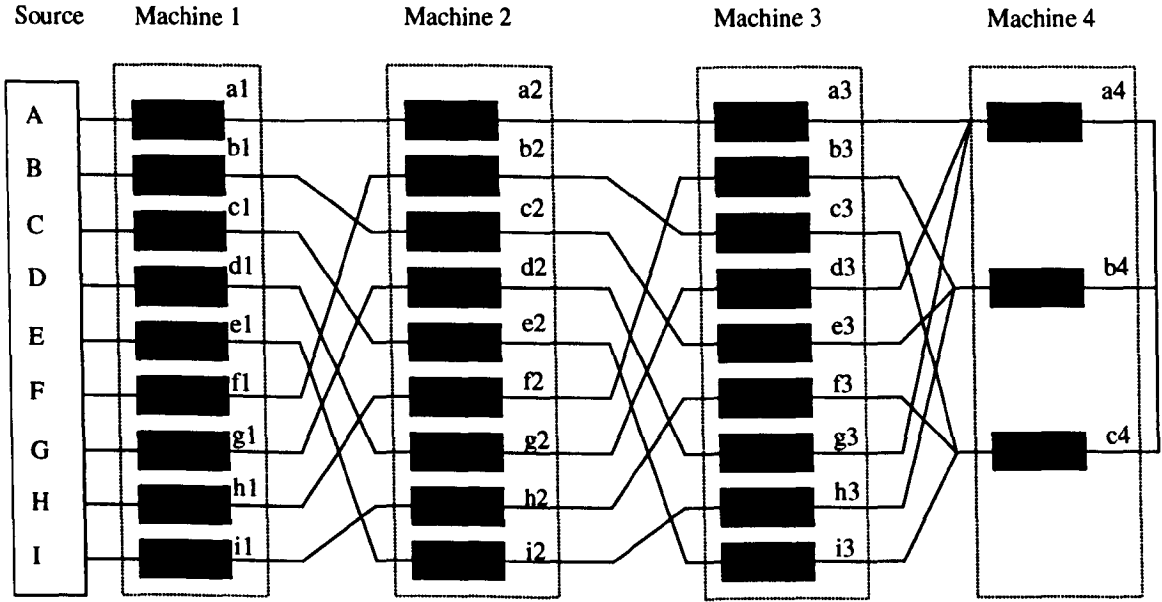 Source Machine 1 Machine 2 Machine 3 Machine 4
a1 a2 a3 a4
A
b1 b2 b3
B
c1 c2 c3
C
d1 d2 d3 b4
D
e1 e2 e3
E
f1 f2 f3
F
g1 g2 g3 c4
G
h1 h2 h3
H
i1 i2 i3
I